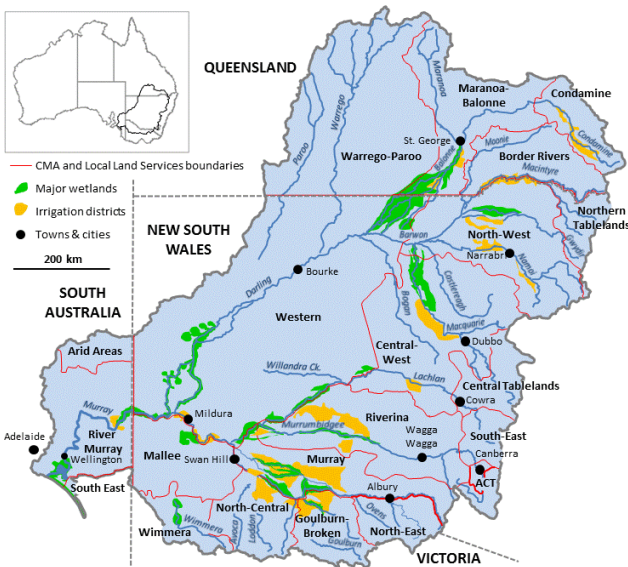 QUEENSLAND
Maranoa
Maranoa-
Balonne
Condamine
Warrego
Paroo
St. George
Condamine
Moonie
Warrego-Paroo
Balonne
Border Rivers
Macintyre
CMA and Local Land Services boundaries
Major wetlands
Irrigation districts
Towns & cities
200 km
NEW SOUTH
WALES
Northern
Tablelands
North-West
Barwon
Gwydir
Narrabri
Namoi
Bourke
Darling
Castlereagh
Bogan
SOUTH
AUSTRALIA
Western
Macquarie
Dubbo
Arid Areas
Central-
West
Willandra Ck.
Lachlan
Central Tablelands
Cowra
Murray
Mildura
Riverina
Murrumbidgee
Wagga
Wagga
South-East
Adelaide
River
Murray
Wellington
Mallee
Swan Hill
Murray
Canberra
ACT
South East
Albury
North-Central
Ovens
Wimmera
Wimmera
Avoca
Loddon
Goulburn-
Broken
Goulburn
North-East
VICTORIA